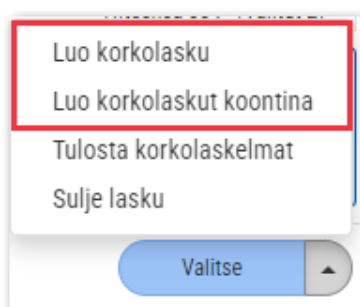 Luo korkolasku
Luo korkolaskut koontina
Tulosta korkolaskelmat
Sulje lasku
Valitse